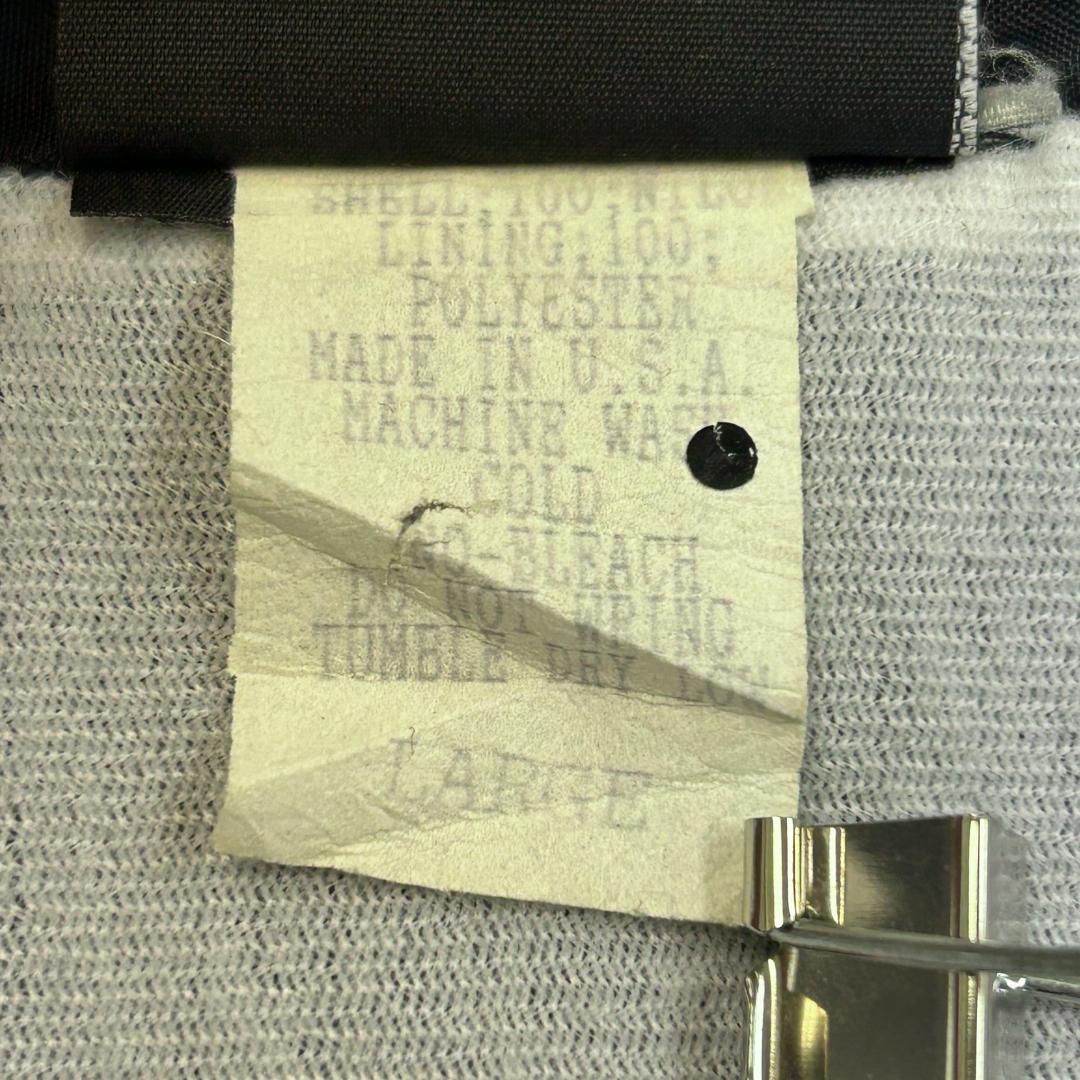 SHELL;100;NYLO
LINING;100;
POLYESTER
MADE IN U.S.A.
MACHINE WASH
COLD
NO-BLEACH
DO NOT WRING
TUMBLE DRY LOW
LARGE